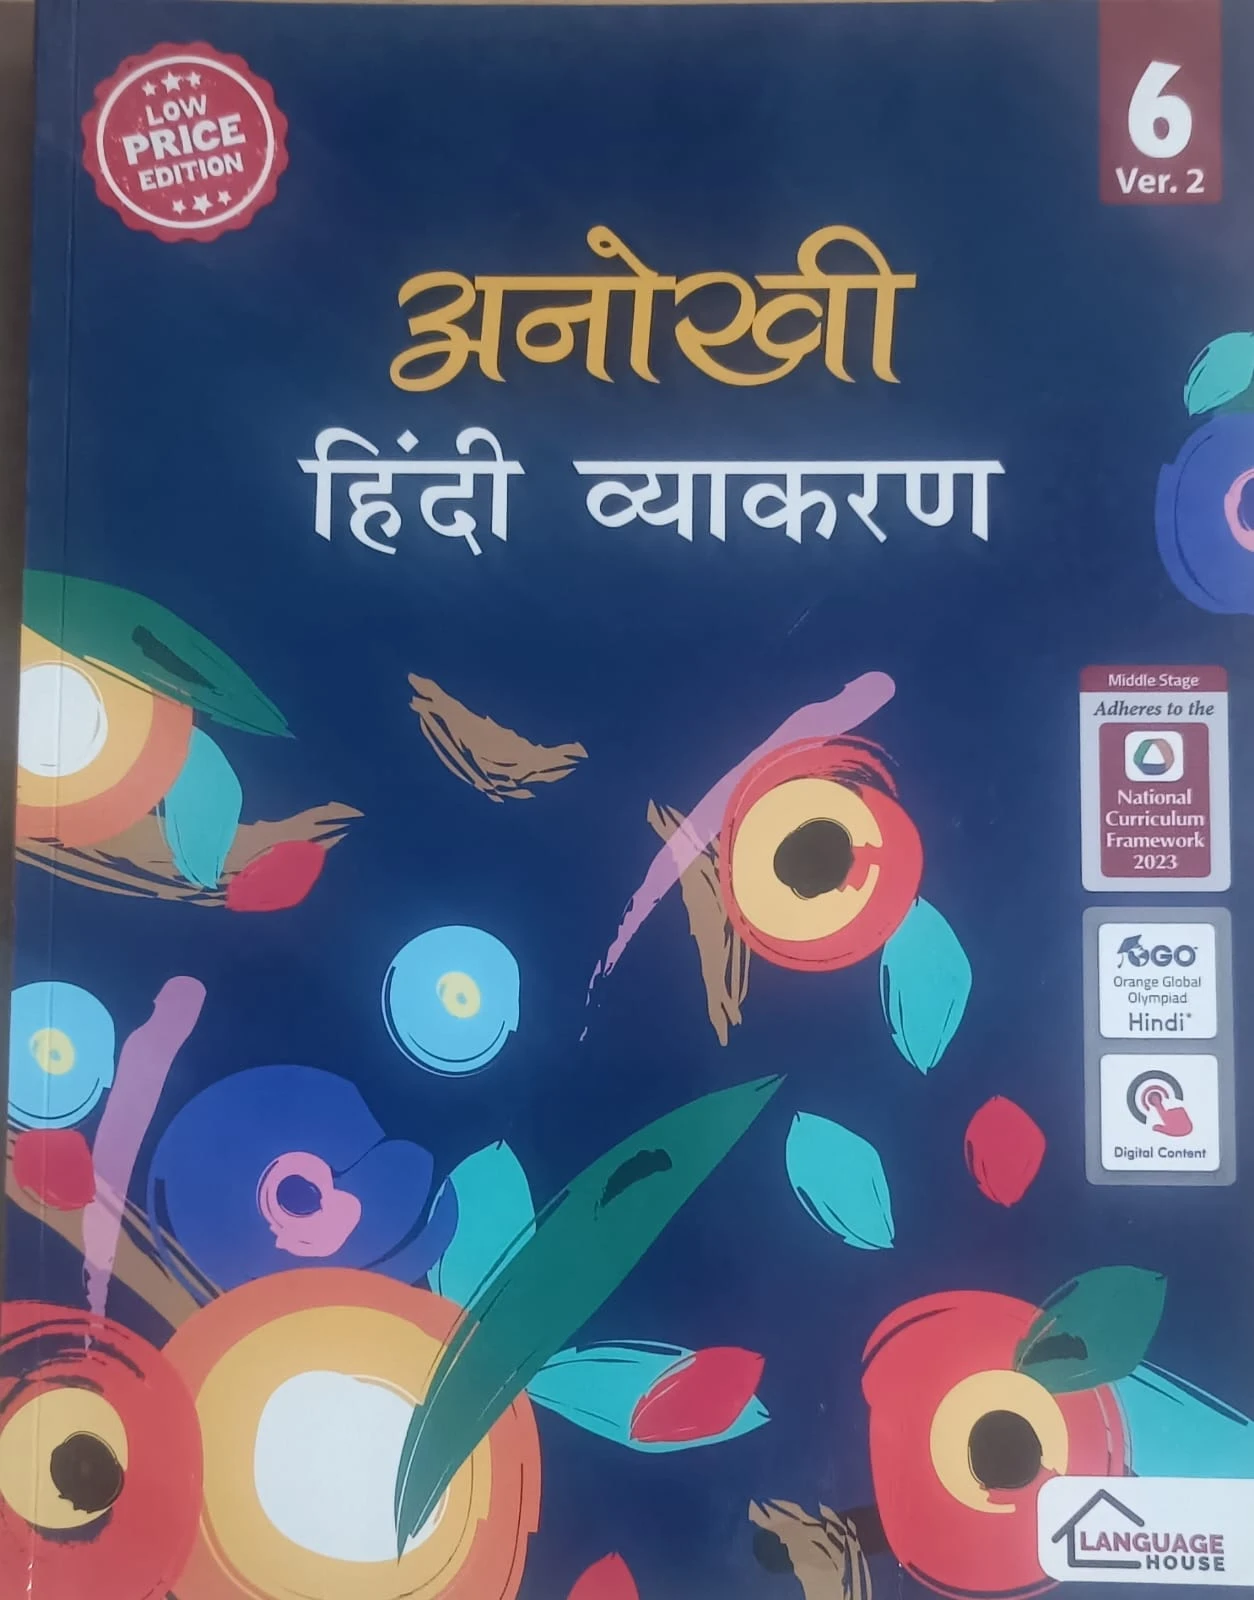 LOW
PRICE
EDITION
6
Ver. 2
अनोखी
हिंदी व्याकरण
Middle Stage
Adheres to the
National
Curriculum
Framework
2023
OGO
Orange Global
Olympiad
Hindi*
Digital Content
LANGUAGE
HOUSE